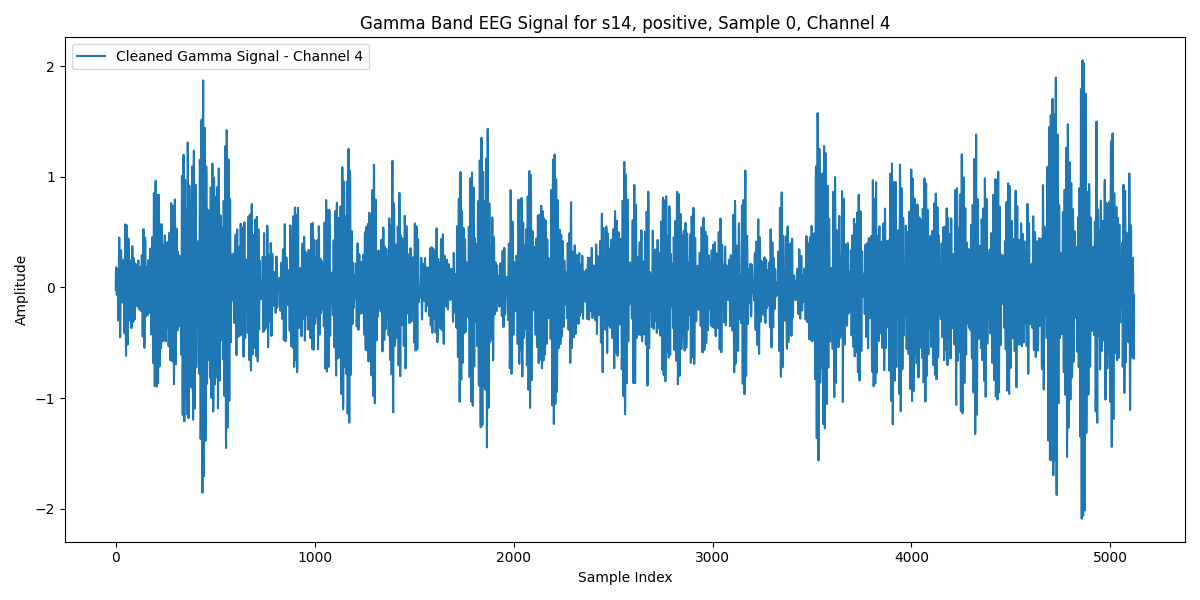 Gamma Band EEG Signal for s14, positive, Sample 0, Channel 4
Cleaned Gamma Signal - Channel 4
2
1
0
−1
−2
Amplitude
0 1000 2000 3000 4000 5000
Sample Index